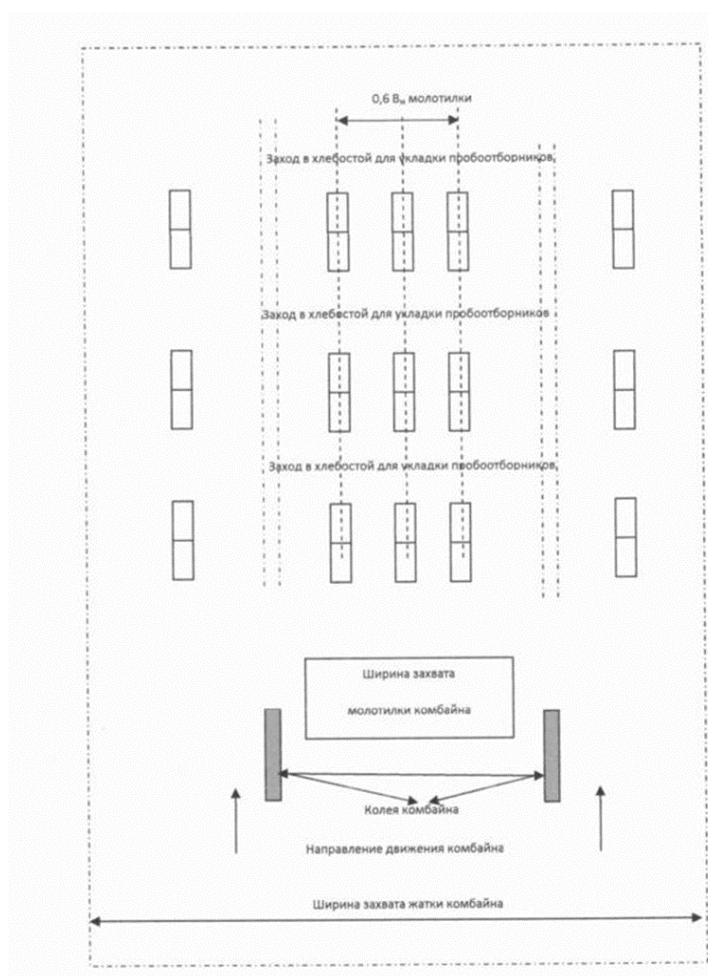 0,6 Вм молотилки
Заход в хлебостой для укладки пробоотборников
Заход в хлебостой для укладки пробоотборников
Заход в хлебостой для укладки пробоотборников
Ширина захвата
молотилки комбайна
Колея комбайна
Направление движения комбайна
Ширина захвата жатки комбайна